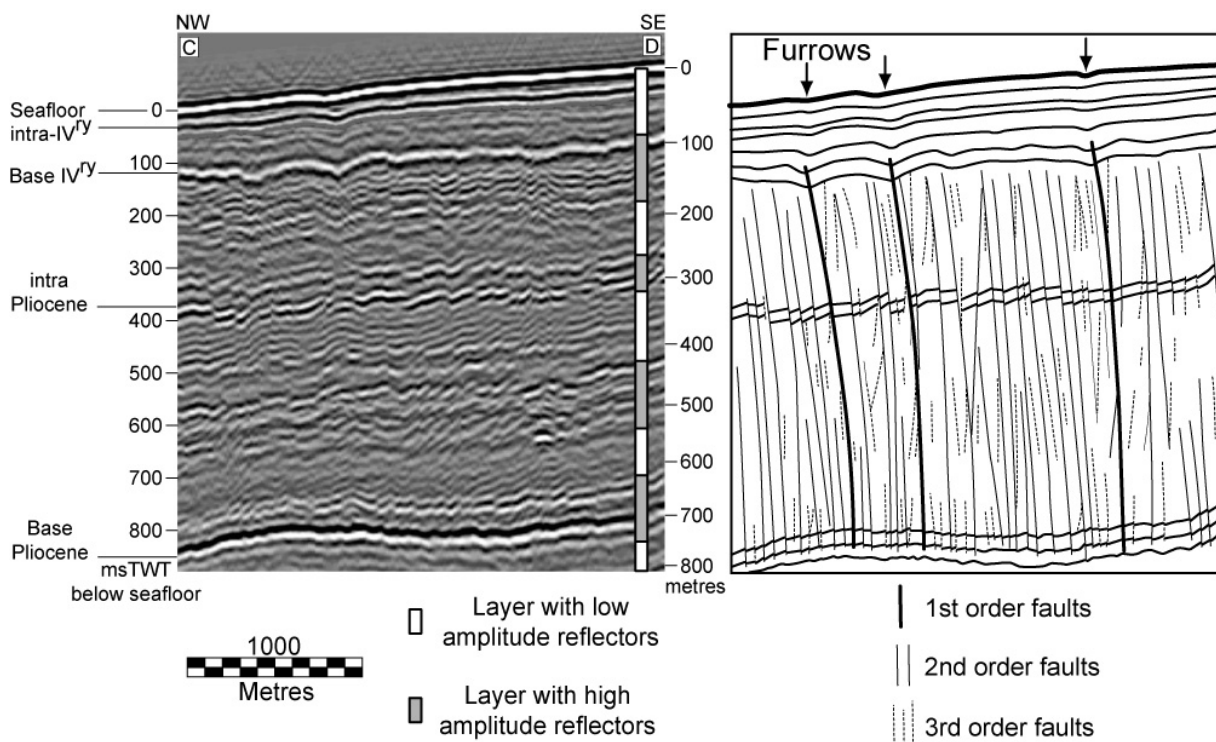 NW
SE
C
D
Furrows
Seafloor
intra-IVry
Base IVry
intra
Pliocene
Base
Pliocene
0
100
200
300
400
500
600
700
800
msTWT
below seafloor
0
100
200
300
400
500
600
700
800
metres
1000
Metres
Layer with low
amplitude reflectors
Layer with high
amplitude reflectors
1st order faults
2nd order faults
3rd order faults